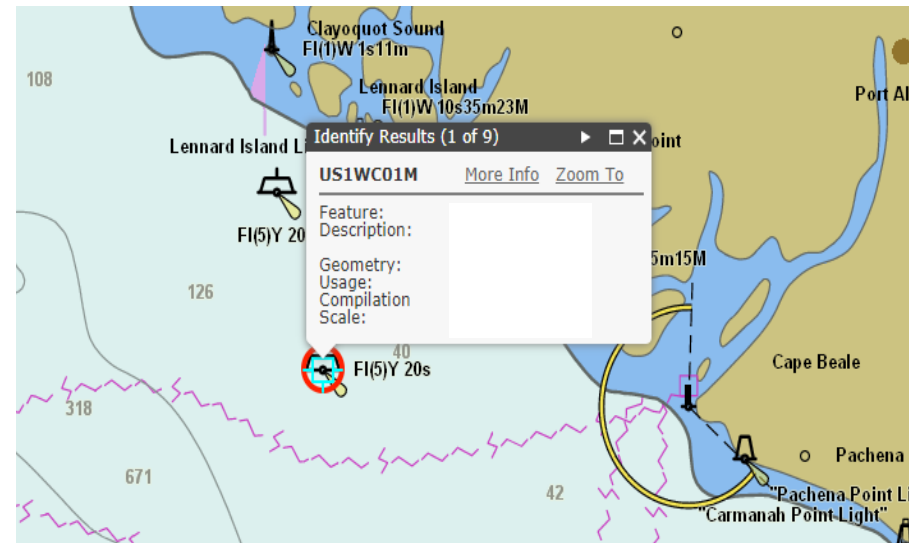 Clayoquot Sound
Fl(1)W 1s11m
108
Lennard Island
Fl(1)W 10s35m23M
Port Al
Lennard Island Li
Identify Results (1 of 9)
oint
US1WC01M More Info Zoom To
Feature:
Description:
Fl(5)Y 20
Geometry:
5m15M
Usage:
126
Compilation
Scale:
40
Cape Beale
Fl(5)Y 20s
318
Pachena
671
42
"Pachena Point Li
"Carmanah Point Light"